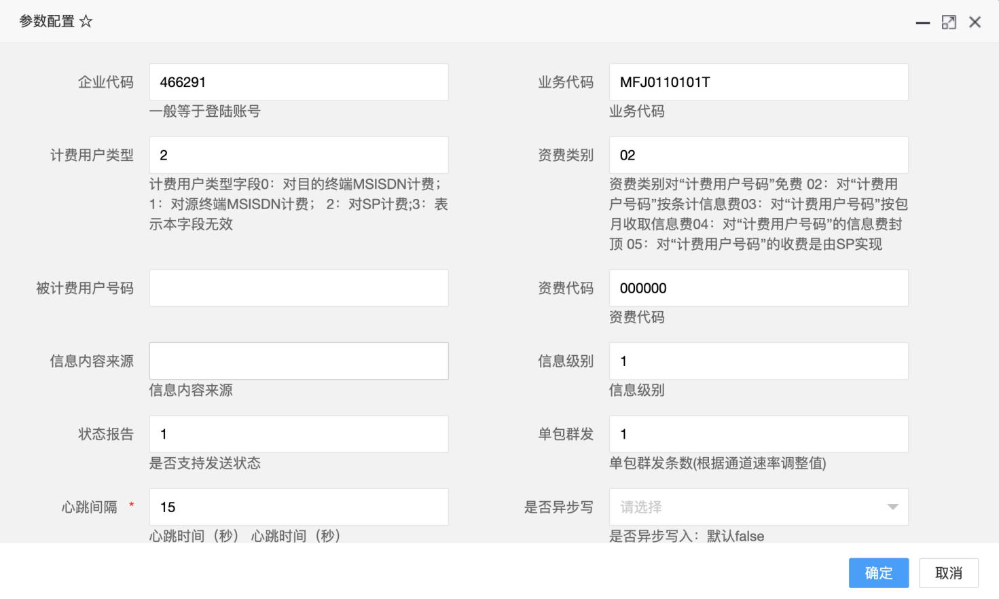 参数配置 ☆
企业代码
466291
一般等于登陆账号
业务代码
MFJ0110101T
业务代码
计费用户类型
2
计费用户类型字段0：对目的终端MSISDN计费；
1：对源终端MSISDN计费； 2：对SP计费;3：表
示本字段无效
资费类别
02
资费类别对“计费用户号码”免费 02：对“计费用
户号码”按条计信息费03：对“计费用户号码”按包
月收取信息费04：对“计费用户号码”的信息费封
顶 05：对“计费用户号码”的收费是由SP实现
被计费用户号码
资费代码
000000
资费代码
信息内容来源
信息内容来源
信息级别
1
信息级别
状态报告
1
是否支持发送状态
单包群发
1
单包群发条数(根据通道速率调整值)
心跳间隔 *
15
心跳时间（秒） 心跳时间（秒）
是否异步写
请选择
是否异步写入：默认false
确定
取消